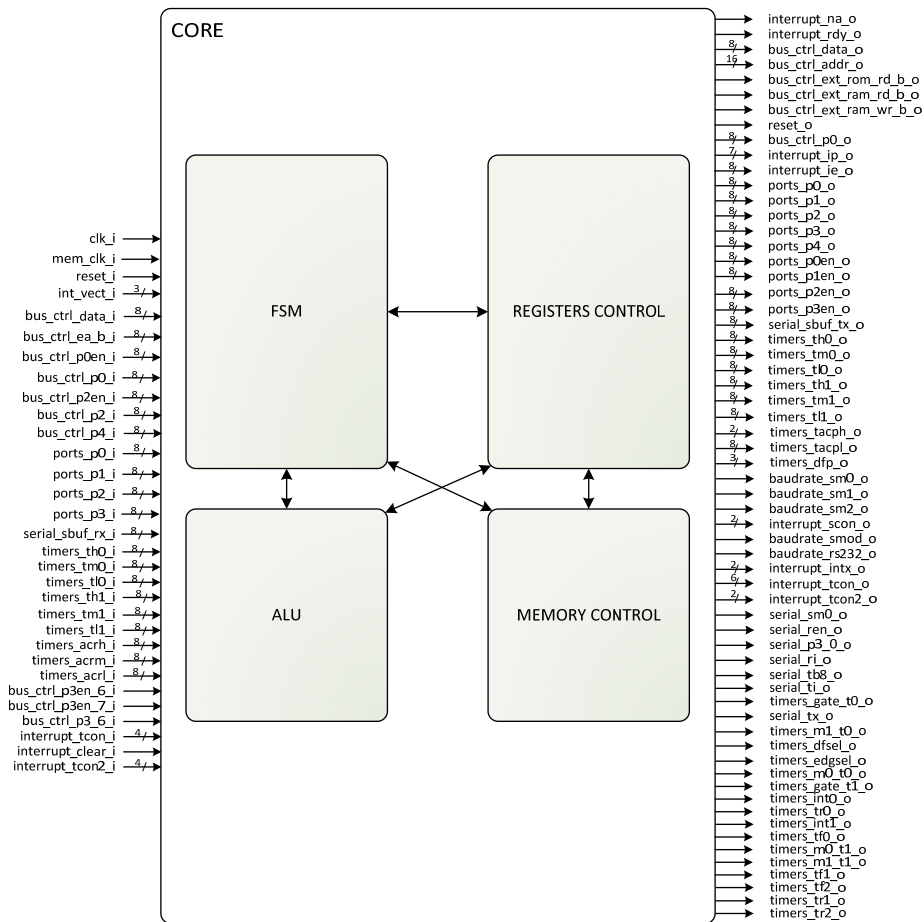 CORE
FSM
REGISTERS CONTROL
ALU
MEMORY CONTROL
clk_i
mem_clk_i
reset_i
int_vect_i 3/
bus_ctrl_data_i 8/
bus_ctrl_ea_b_i 8/
bus_ctrl_p0en_i 8/
bus_ctrl_p0_i 8/
bus_ctrl_p2en_i 8/
bus_ctrl_p2_i 8/
bus_ctrl_p4_i 8/
ports_p0_i 8/
ports_p1_i 8/
ports_p2_i 8/
ports_p3_i 8/
serial_sbuf_rx_i 8/
timers_th0_i 8/
timers_tm0_i 8/
timers_tl0_i 8/
timers_th1_i 8/
timers_tm1_i 8/
timers_tl1_i 8/
timers_acrh_i 8/
timers_acrm_i 8/
timers_acrl_i 8/
bus_ctrl_p3en_6_i
bus_ctrl_p3en_7_i
bus_ctrl_p3_6_i
interrupt_tcon_i 4/
interrupt_clear_i
interrupt_tcon2_i 4/
interrupt_na_o
interrupt_rdy_o
8/ bus_ctrl_data_o
16/ bus_ctrl_addr_o
bus_ctrl_ext_rom_rd_b_o
bus_ctrl_ext_ram_rd_b_o
bus_ctrl_ext_ram_wr_b_o
reset_o
8/ bus_ctrl_p0_o
7/ interrupt_ip_o
8/ interrupt_ie_o
8/ ports_p0_o
8/ ports_p1_o
8/ ports_p2_o
8/ ports_p3_o
8/ ports_p4_o
8/ ports_p0en_o
8/ ports_p1en_o
8/ ports_p2en_o
8/ ports_p3en_o
8/ serial_sbuf_tx_o
8/ timers_th0_o
8/ timers_tm0_o
8/ timers_tl0_o
8/ timers_th1_o
8/ timers_tm1_o
8/ timers_tl1_o
2/ timers_tacph_o
8/ timers_tacpl_o
3/ timers_dfp_o
baudrate_sm0_o
baudrate_sm1_o
baudrate_sm2_o
2/ interrupt_scon_o
baudrate_smod_o
baudrate_rs232_o
2/ interrupt_intx_o
6/ interrupt_tcon_o
2/ interrupt_tcon2_o
serial_sm0_o
serial_ren_o
serial_p3_0_o
serial_ri_o
serial_tb8_o
serial_ti_o
timers_gate_t0_o
serial_tx_o
timers_m1_t0_o
timers_dfsel_o
timers_edgsel_o
timers_m0_t0_o
timers_gate_t1_o
timers_int0_o
timers_tr0_o
timers_int1_o
timers_tf0_o
timers_m0_t1_o
timers_m1_t1_o
timers_tf1_o
timers_tf2_o
timers_tr1_o
timers_tr2_o